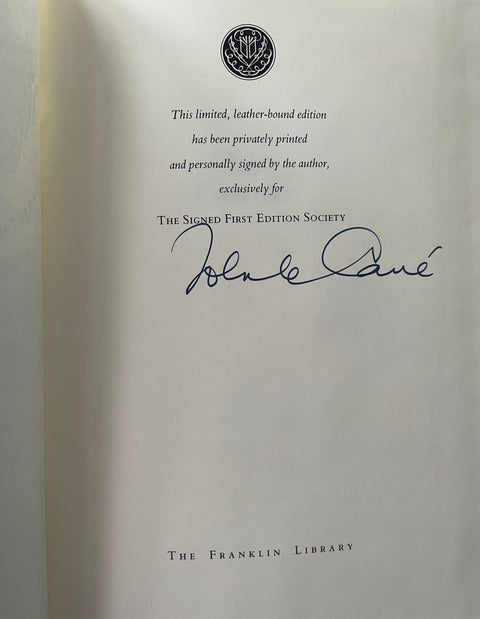 This limited, leather-bound edition
has been privately printed
and personally signed by the author,
exclusively for
The Signed First Edition Society
John le Carré
The Franklin Library